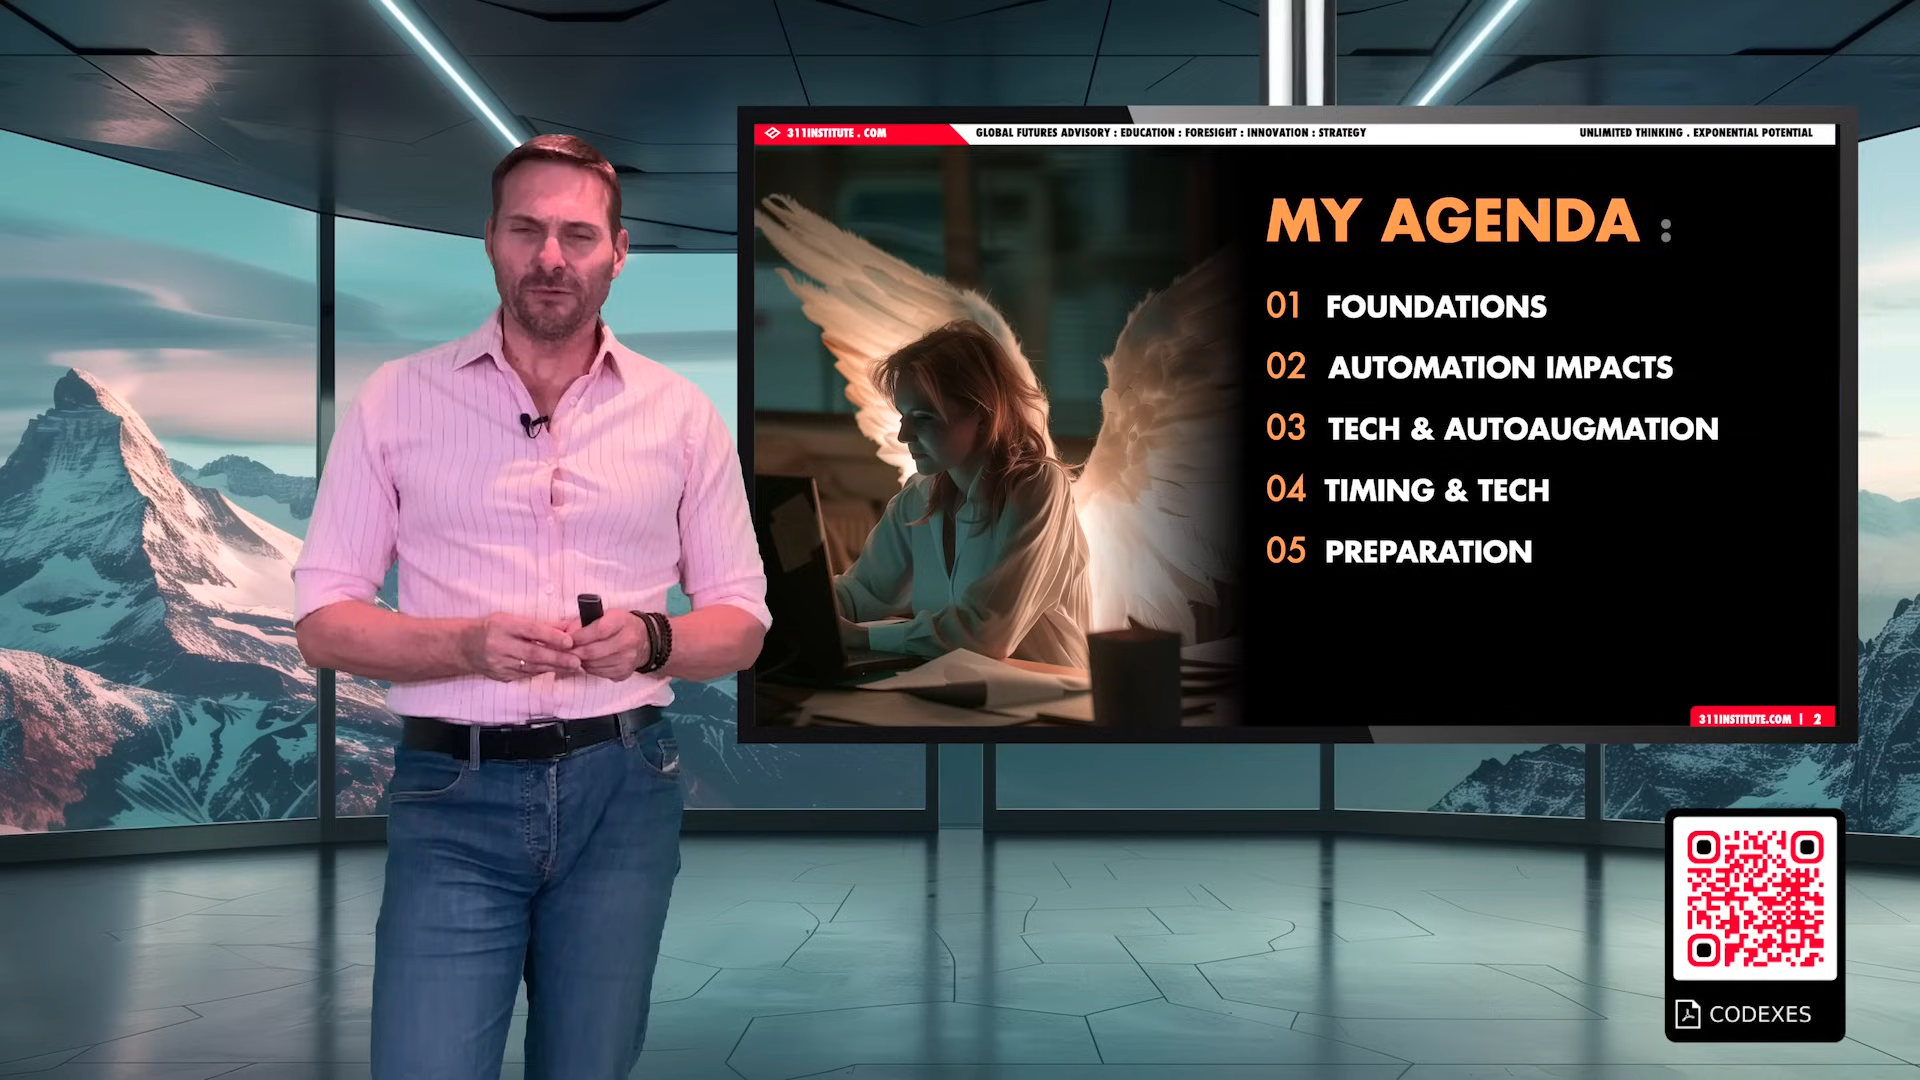 311INSTITUTE . COM
GLOBAL FUTURES ADVISORY : EDUCATION : FORESIGHT : INNOVATION : STRATEGY
UNLIMITED THINKING . EXPONENTIAL POTENTIAL
MY AGENDA :
01 FOUNDATIONS
02 AUTOMATION IMPACTS
03 TECH & AUTOAUGMATION
04 TIMING & TECH
05 PREPARATION
311INSTITUTE.COM | 2
CODEXES